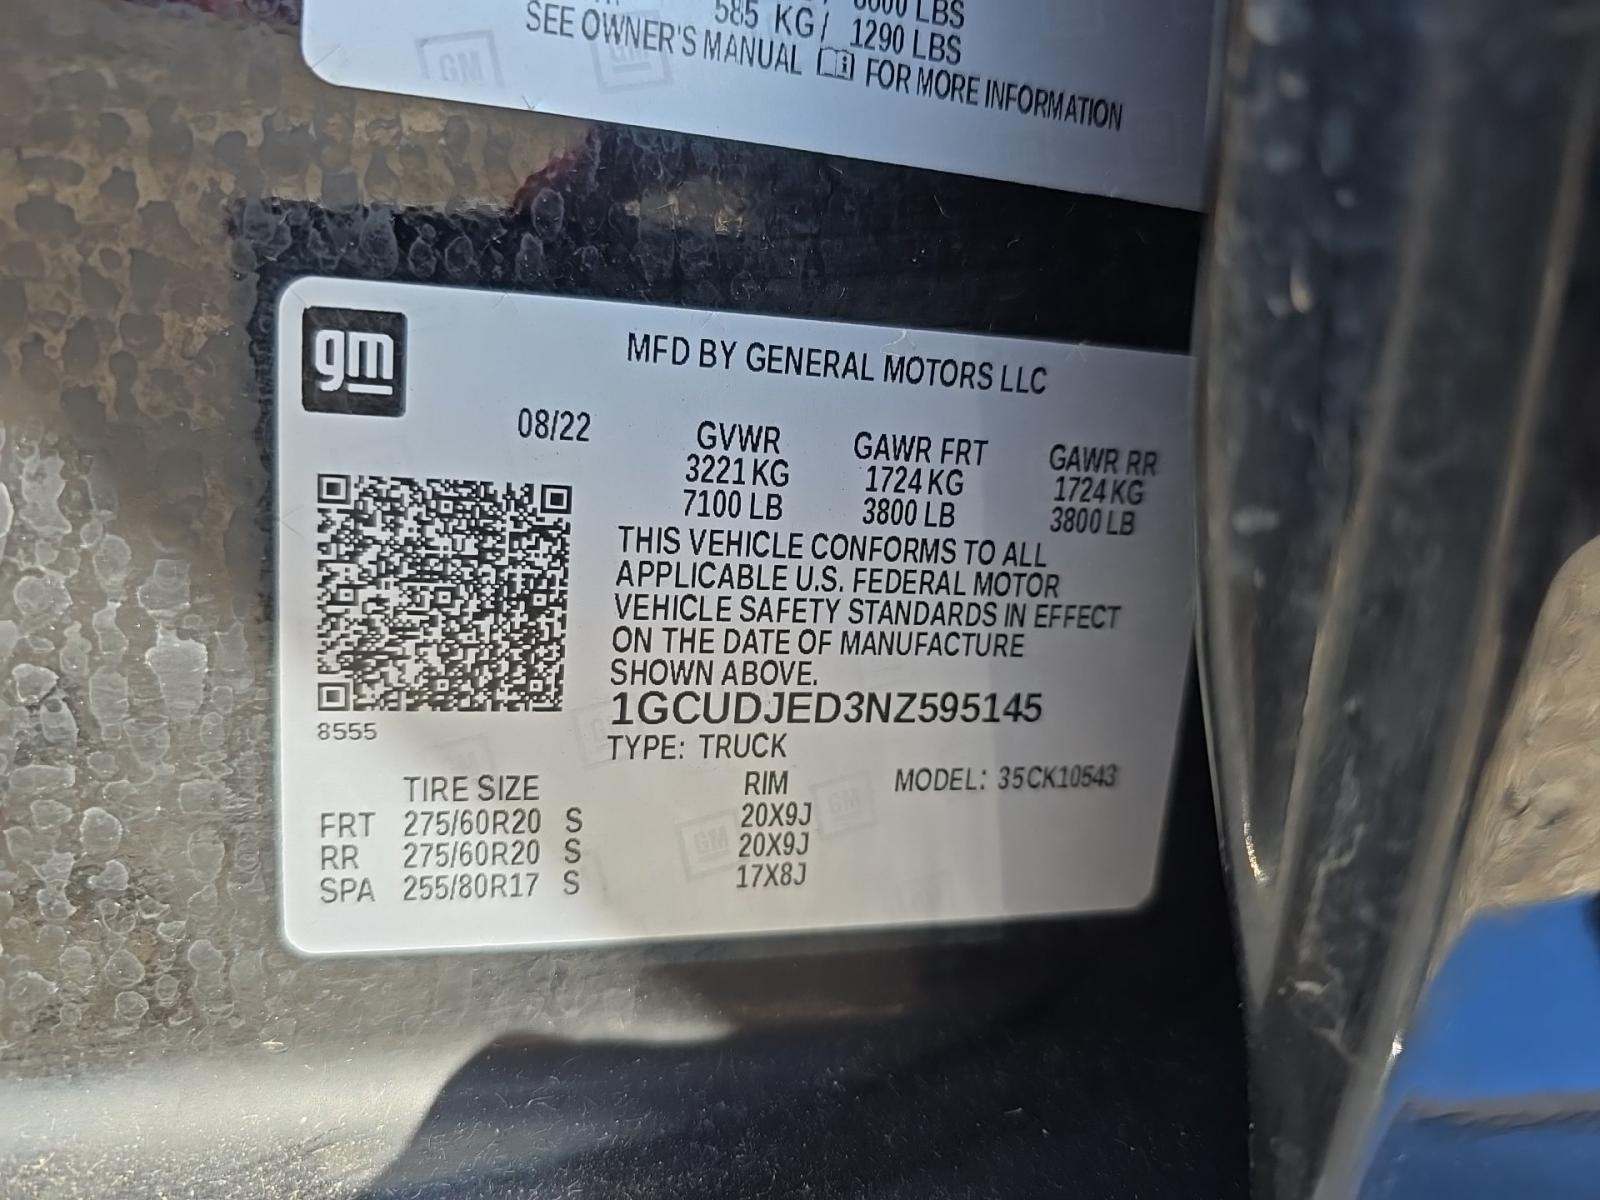 585 KG / 1290 LBS
SEE OWNER'S MANUAL FOR MORE INFORMATION
gm
MFD BY GENERAL MOTORS LLC
08/22
GVWR GAWR FRT GAWR RR
3221 KG 1724 KG 1724 KG
7100 LB 3800 LB 3800 LB
THIS VEHICLE CONFORMS TO ALL
APPLICABLE U.S. FEDERAL MOTOR
VEHICLE SAFETY STANDARDS IN EFFECT
ON THE DATE OF MANUFACTURE
SHOWN ABOVE.
1GCUDJED3NZ595145
8555
TYPE: TRUCK
TIRE SIZE RIM MODEL: 35CK10543
FRT 275/60R20 S 20X9J
RR 275/60R20 S 20X9J
SPA 255/80R17 S 17X8J